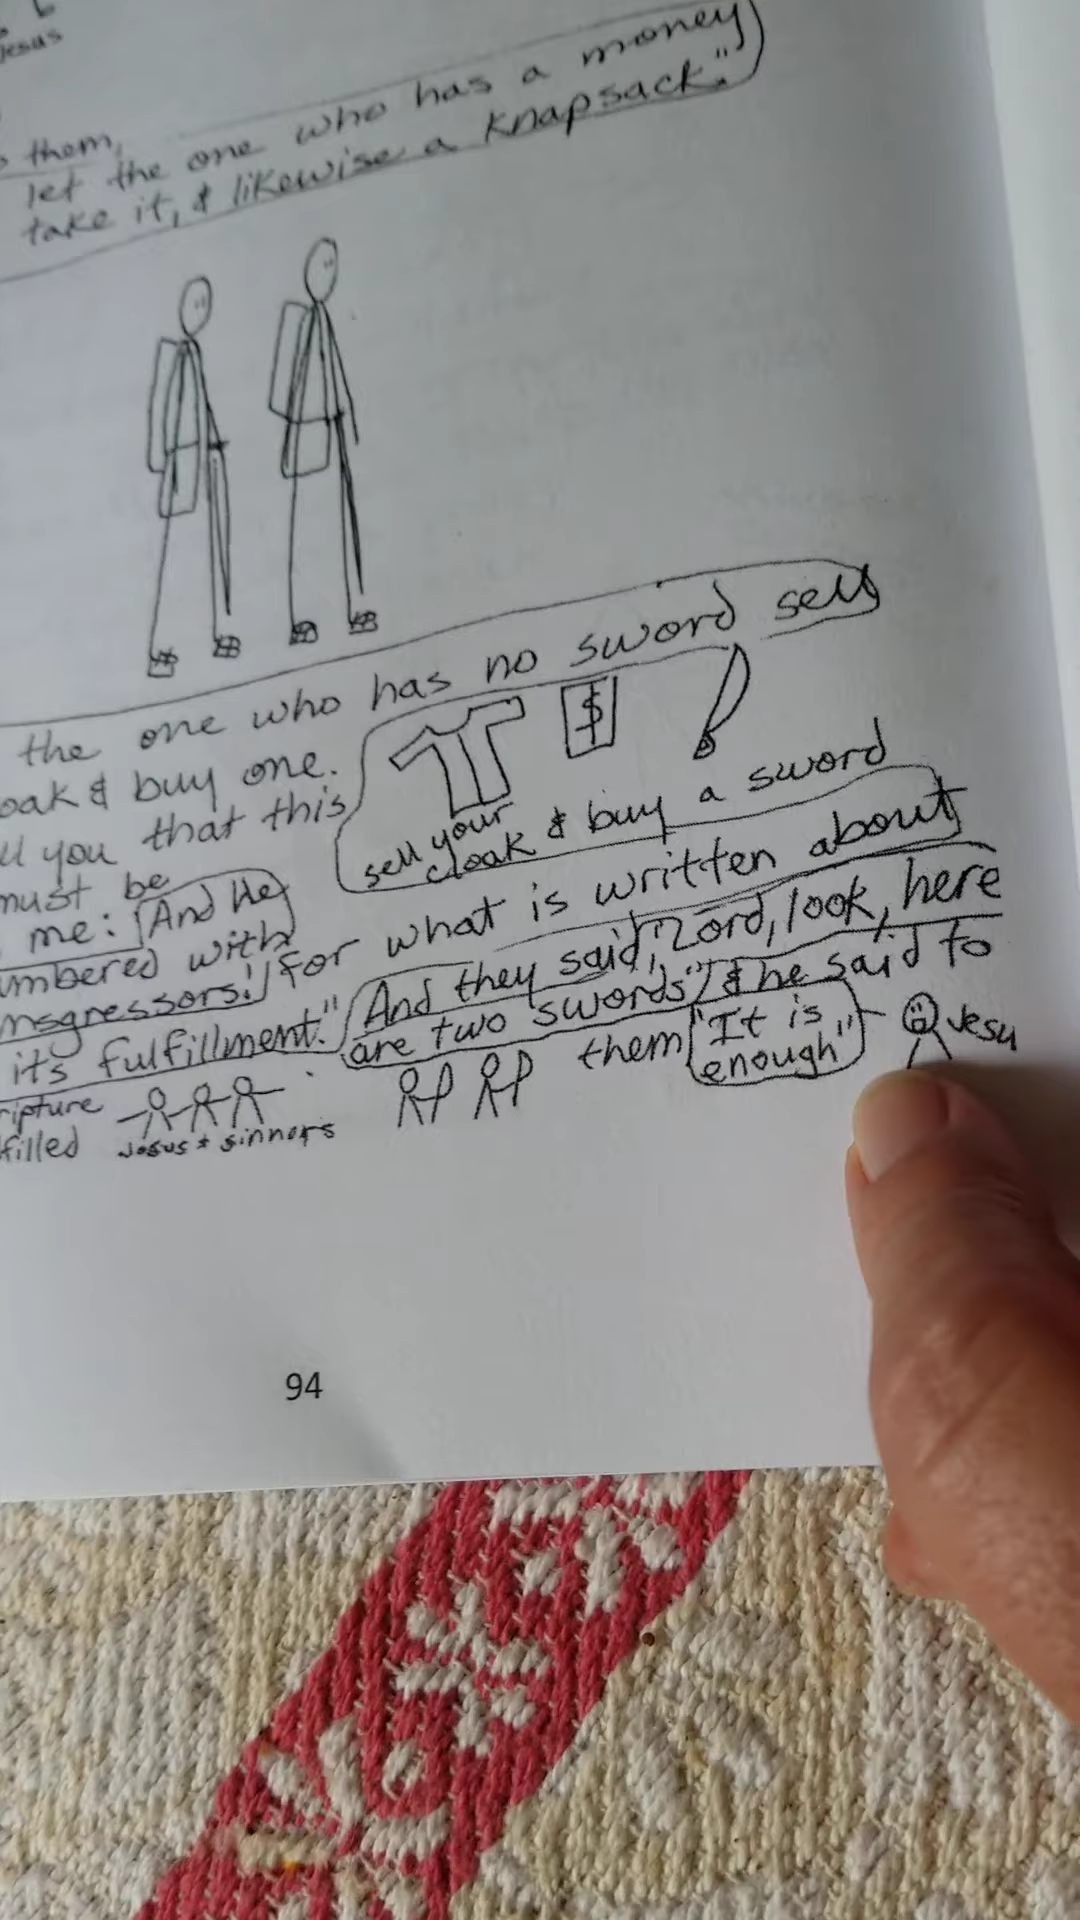 Jesus
them,
let the one who has a money
take it, & likewise a knapsack."
the one who has no sword sell
oak & buy one.
$
you that this
sell your
cloak & buy a sword
must be
me: And He
mbered with
for what is written about
nsgressors!
And they said, "Lord, look, here
its fulfillment."
are two swords", & he said to
them "It is
enough"
Jesu
ripture
filled
Jesus + sinners
94